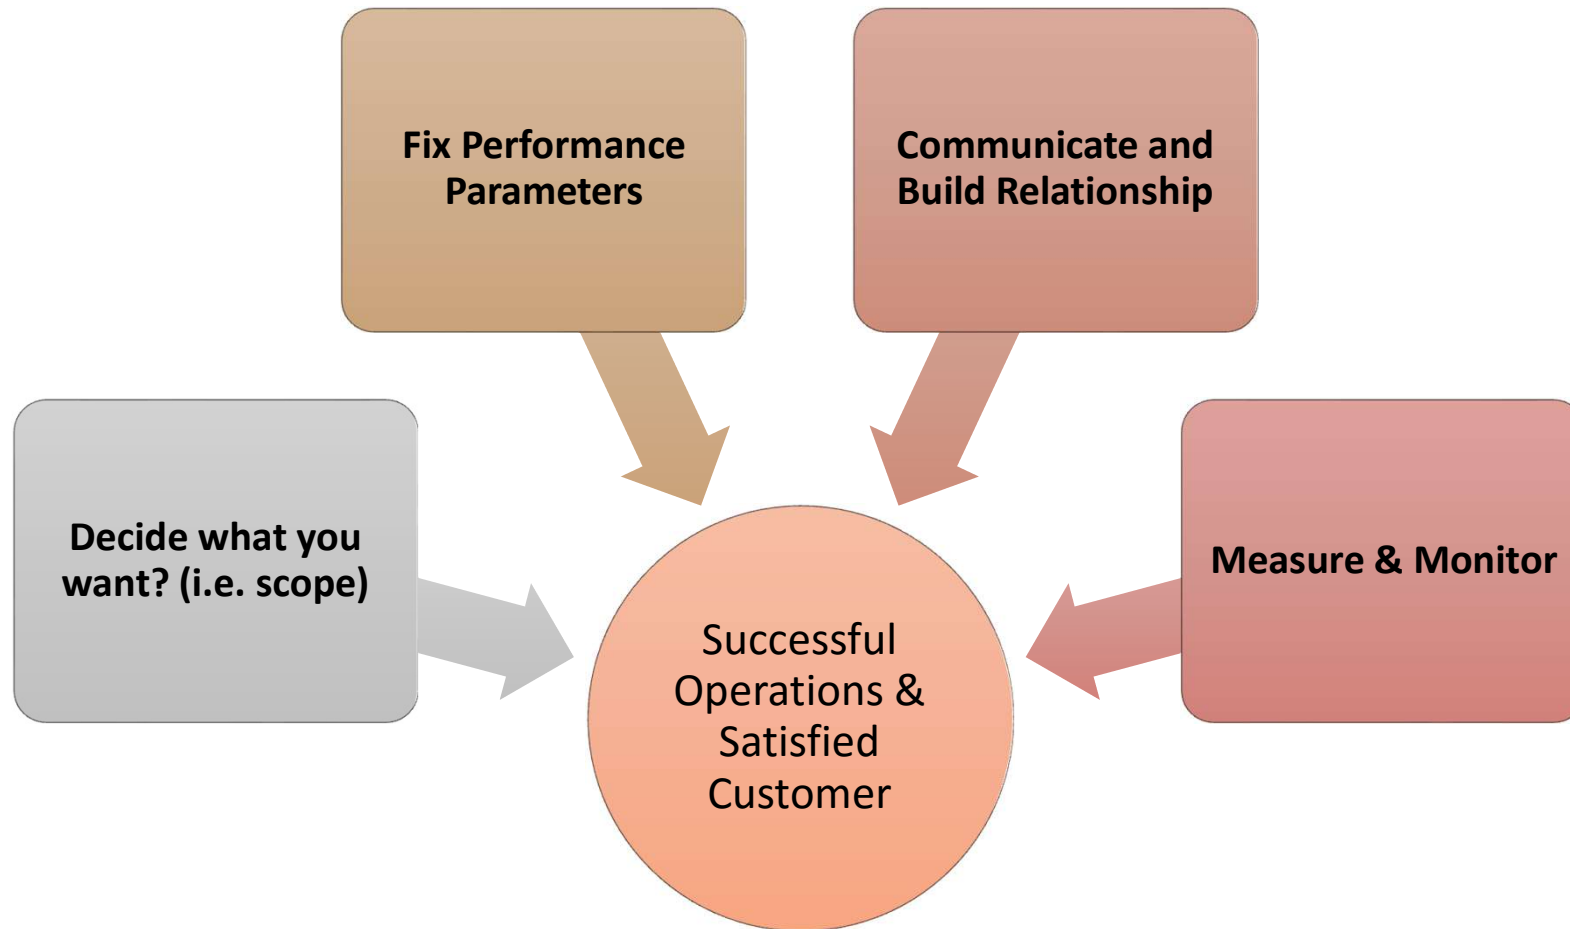 Fix Performance
Parameters
Communicate and
Build Relationship
Decide what you
want? (i.e. scope)
Measure & Monitor
Successful
Operations &
Satisfied
Customer